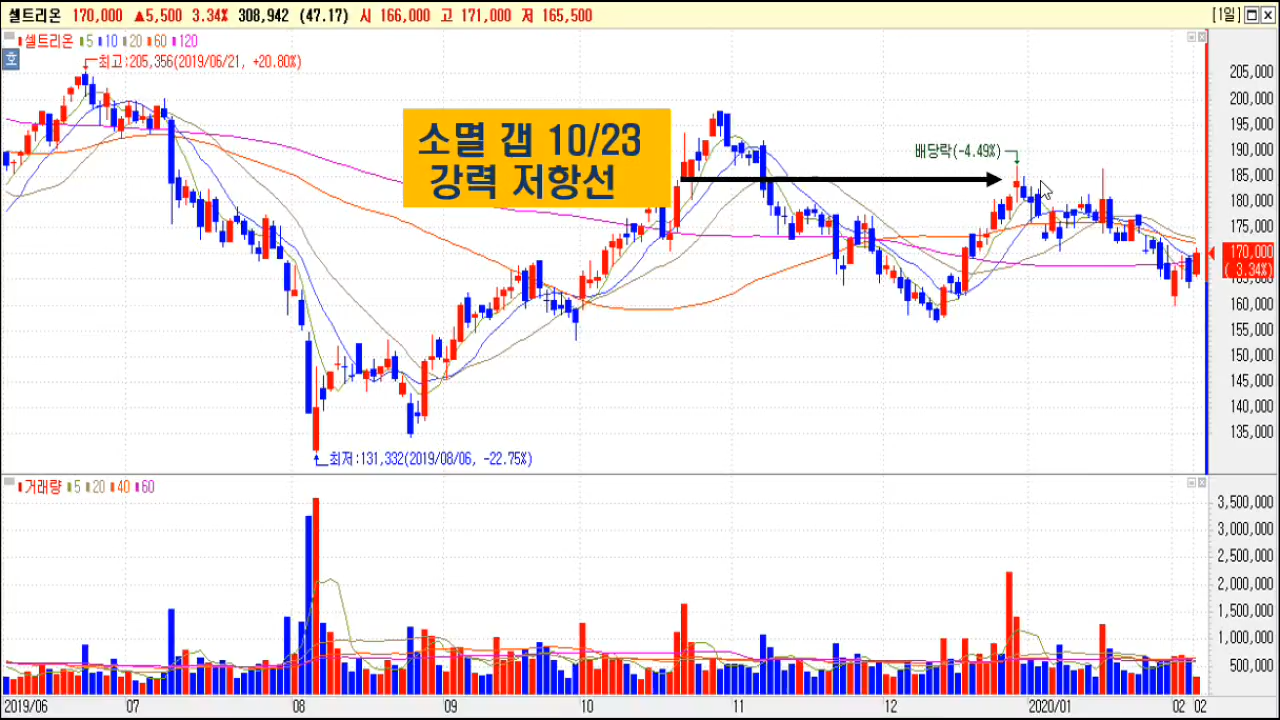 셀트리온 170,000 ▲5,500 3.34% 308,942 (47.17) 시 166,000 고 171,000 저 165,500 [1일]
셀트리온 5 10 20 60 120
호
최고:205,356(2019/06/21, +20.80%)
소멸 갭 10/23
강력 저항선
배당락(-4.49%)
최저:131,332(2019/08/06, -22.75%)
205,000
200,000
195,000
190,000
185,000
180,000
175,000
170,000
( 3.34%)
165,000
160,000
155,000
150,000
145,000
140,000
135,000
거래량 5 20 40 60
3,500,000
3,000,000
2,500,000
2,000,000
1,500,000
1,000,000
500,000
2019/06 07 08 09 10 11 12 2020/01 02 02